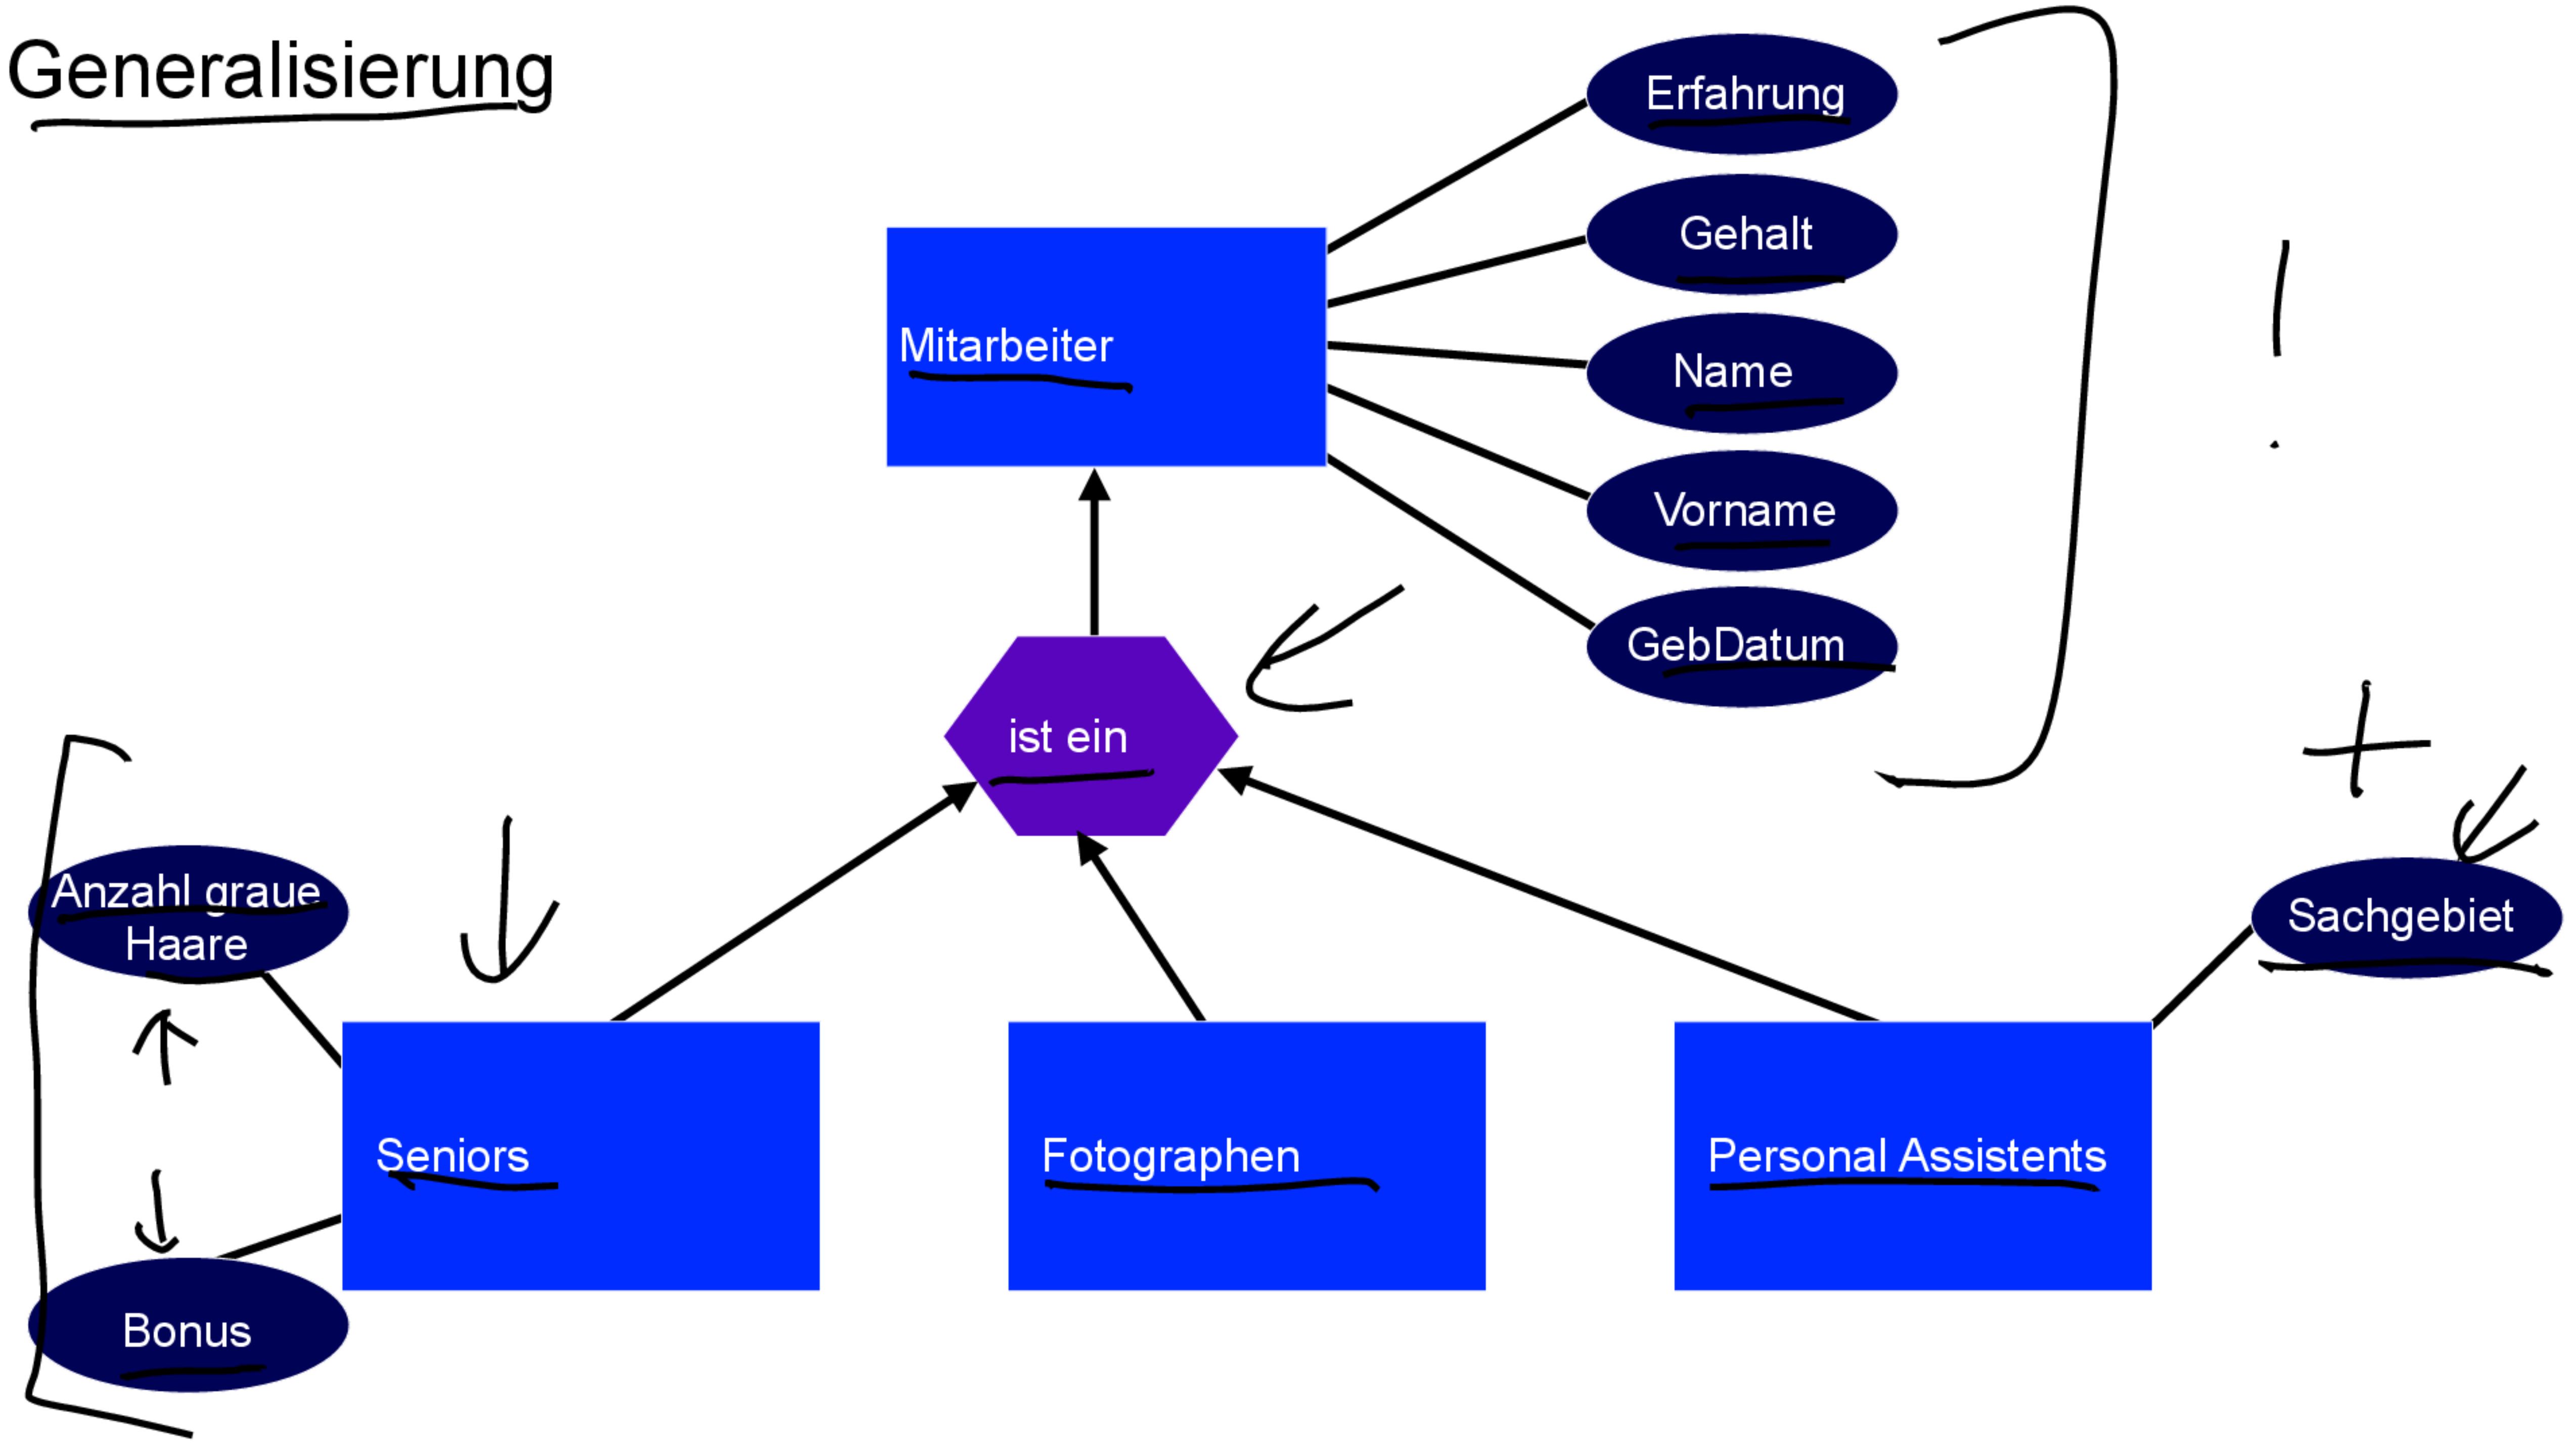 Generalisierung
Erfahrung
Gehalt
Mitarbeiter
Name
Vorname
GebDatum
!
ist ein
+
Anzahl graue
Haare
Sachgebiet
Seniors
Fotographen
Personal Assistents
Bonus